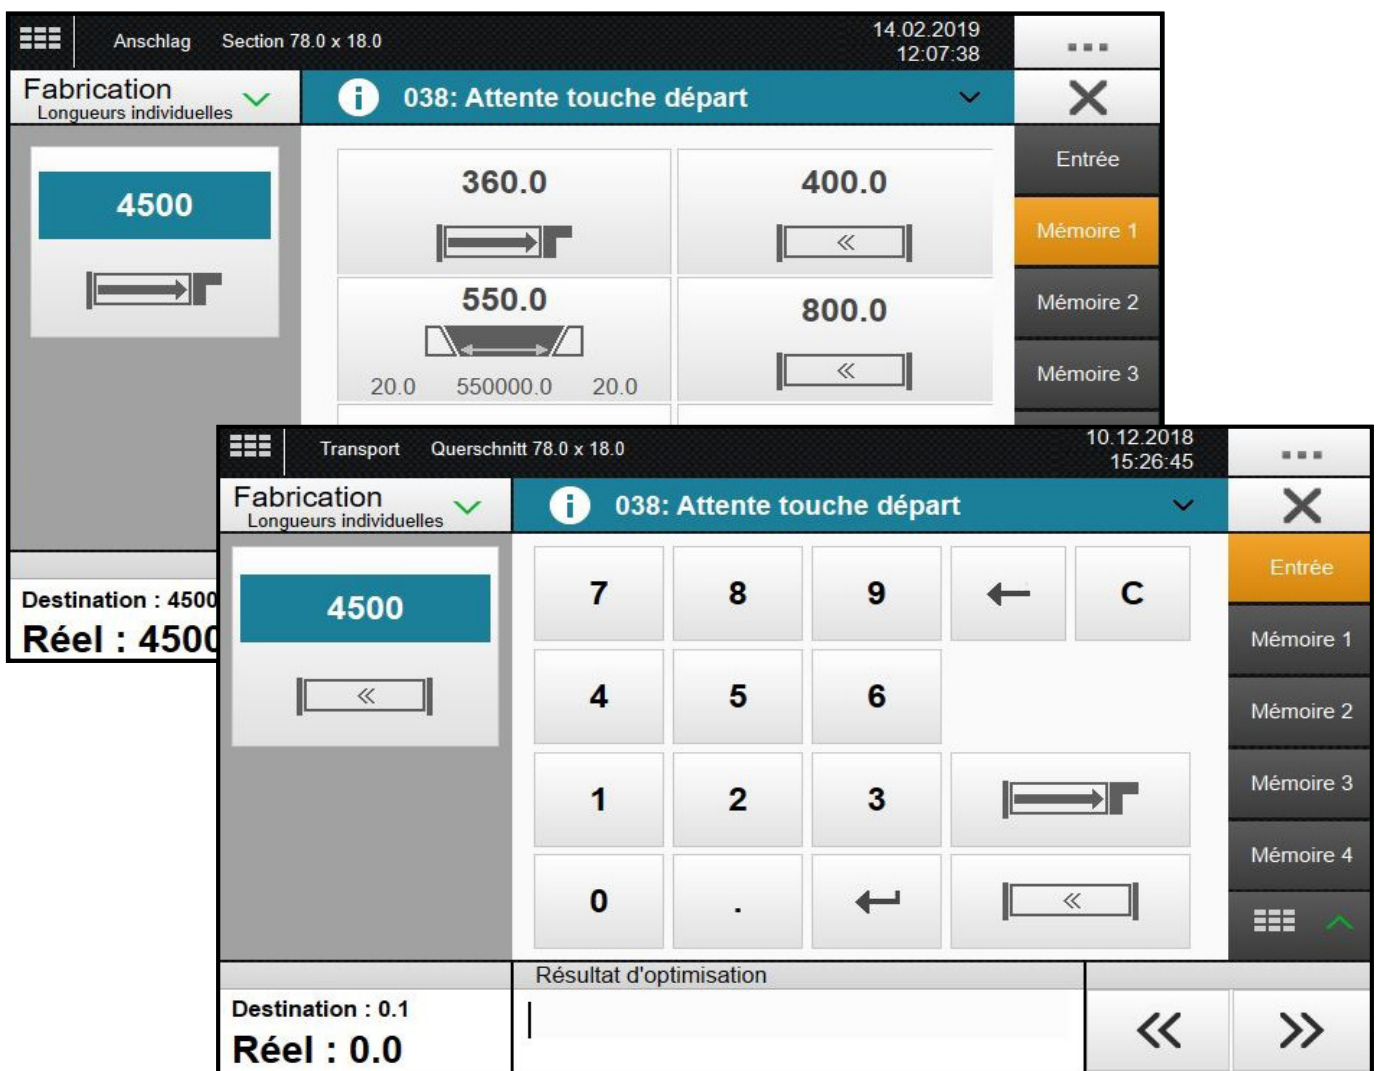 Anschlag Section 78.0 x 18.0 14.02.2019
12:07:38
Fabrication
Longueurs individuelles
038: Attente touche départ
4500
360.0
400.0
550.0
20.0 550000.0 20.0
800.0
Entrée
Mémoire 1
Mémoire 2
Mémoire 3
Destination : 4500
Réel : 4500
Transport Querschnitt 78.0 x 18.0 10.12.2018
15:26:45
Fabrication
Longueurs individuelles
038: Attente touche départ
4500
7 8 9 C
4 5 6
1 2 3
0 .
Entrée
Mémoire 1
Mémoire 2
Mémoire 3
Mémoire 4
Résultat d'optimisation
Destination : 0.1
Réel : 0.0